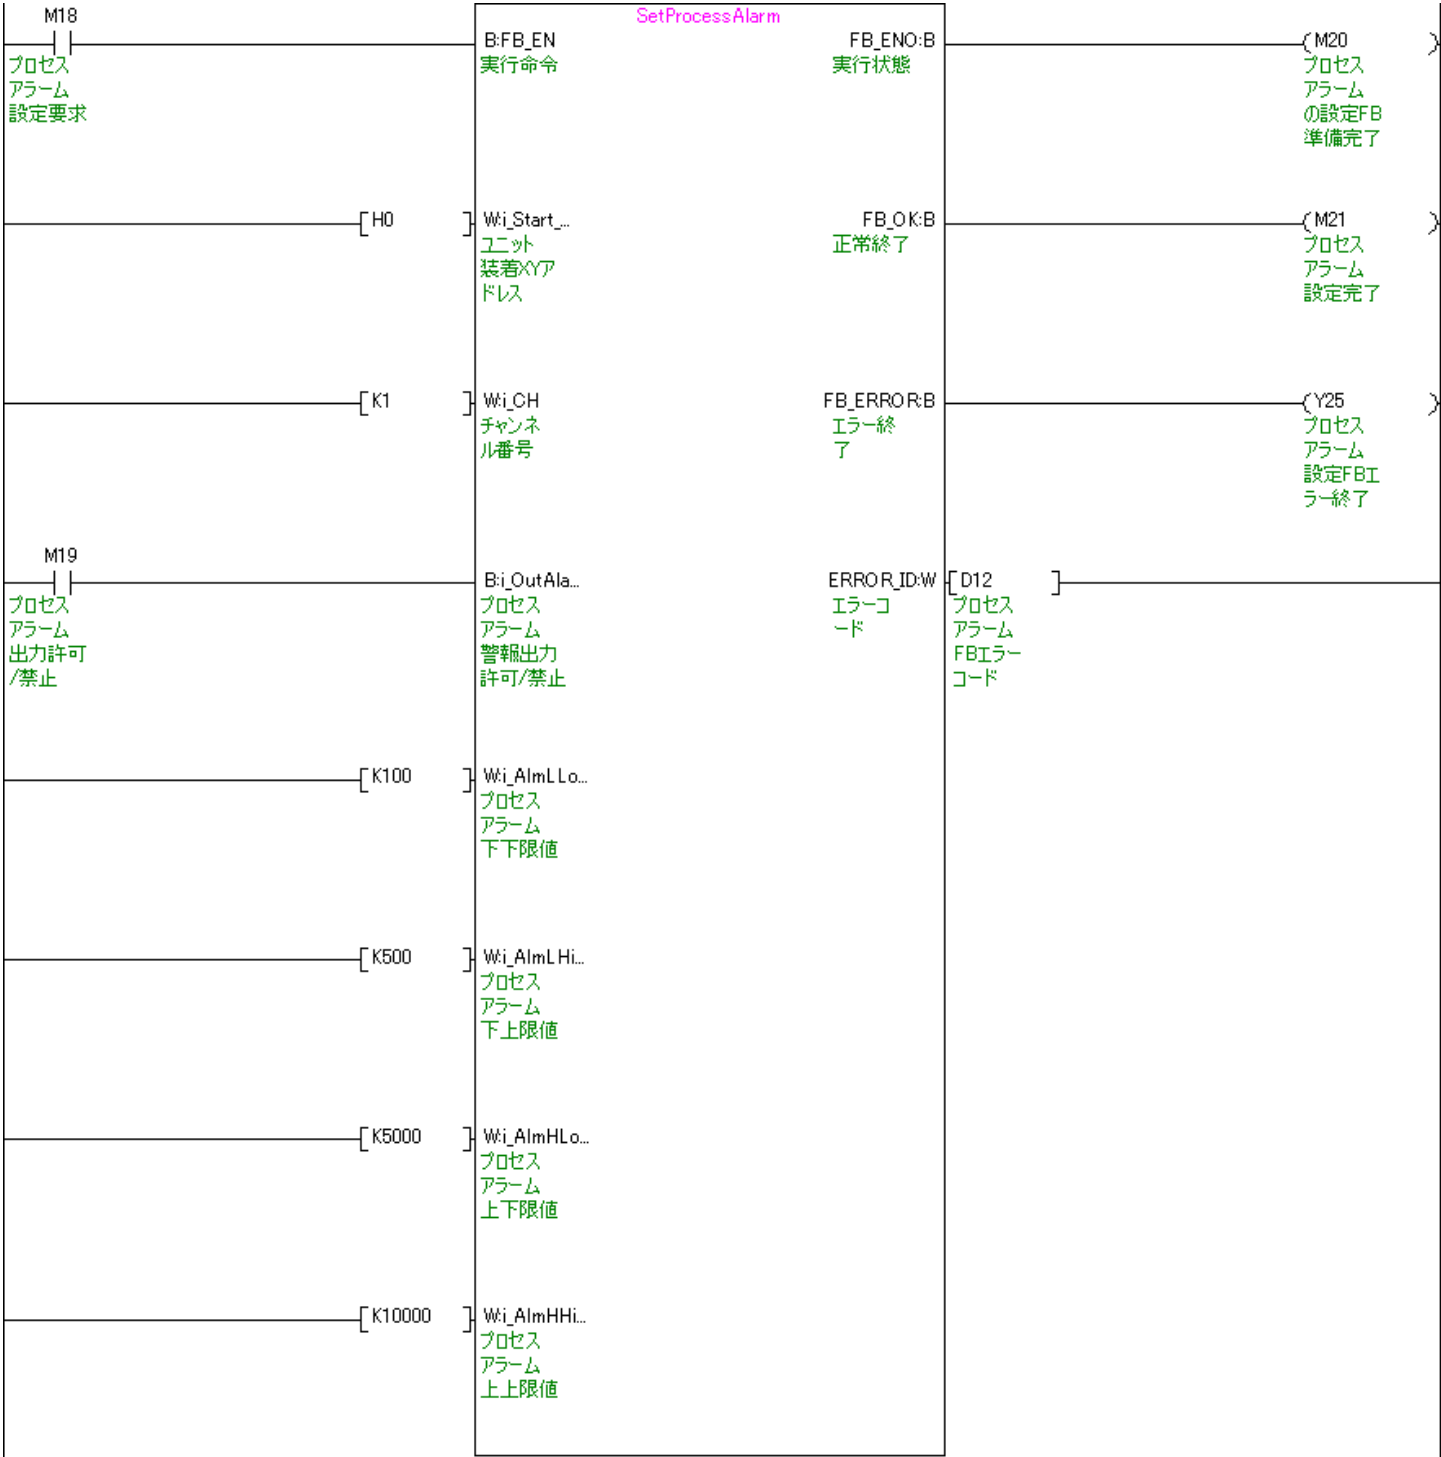 M18
プロセス
アラーム
設定要求
SetProcessAlarm
B:FB_EN
実行命令
FB_ENO:B
実行状態
M20
プロセス
アラーム
の設定FB
準備完了
H0
W:i_Start_...
ユニット
装着XYア
ドレス
FB_OK:B
正常終了
M21
プロセス
アラーム
設定完了
K1
W:i_CH
チャンネ
ル番号
FB_ERROR:B
エラー終
了
Y25
プロセス
アラーム
設定FBエ
ラー終了
M19
プロセス
アラーム
出力許可
/禁止
B:i_OutAla...
プロセス
アラーム
警報出力
許可/禁止
ERROR_ID:W
エラーコ
ード
D12
プロセス
アラーム
FBエラー
コード
K100
W:i_AlmLLo...
プロセス
アラーム
下下限値
K500
W:i_AlmLHi...
プロセス
アラーム
下上限値
K5000
W:i_AlmHLo...
プロセス
アラーム
上下限値
K10000
W:i_AlmHHi...
プロセス
アラーム
上上限値